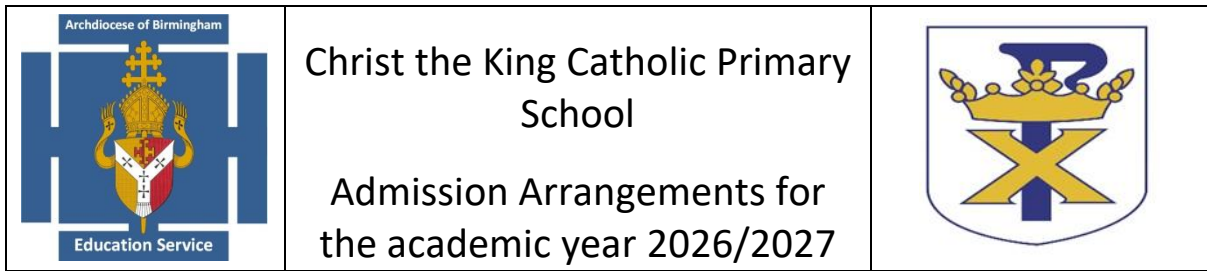 Archdiocese of Birmingham
Education Service
Christ the King Catholic Primary
School
Admission Arrangements for
the academic year 2026/2027